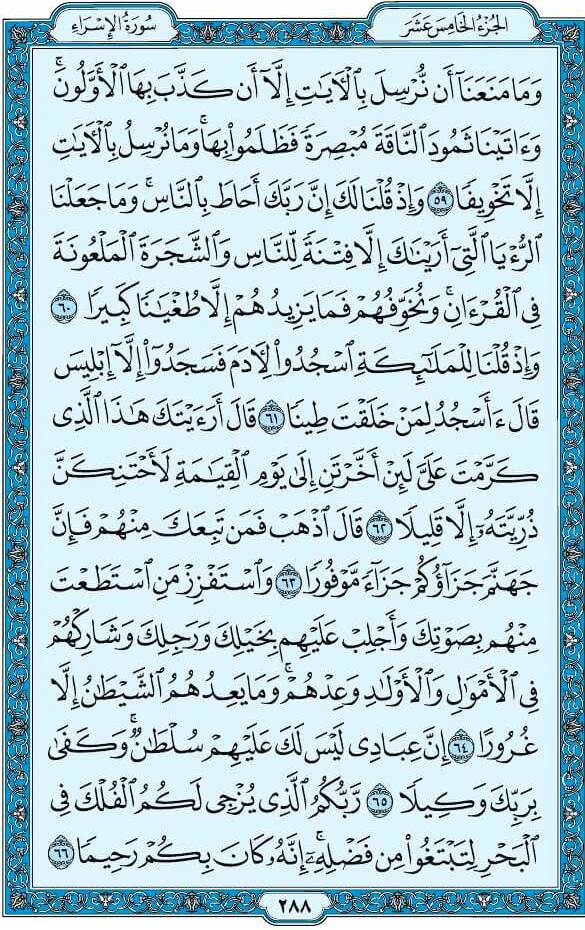 الجزء الخامس عشر
سورة الإسراء
وَمَا مَنَعَنَآ أَن نُّرْسِلَ بِٱلْـَٔايَٰتِ إِلَّآ أَن كَذَّبَ بِهَا ٱلْأَوَّلُونَۚ
وَءَاتَيْنَا ثَمُودَ ٱلنَّاقَةَ مُبْصِرَةً فَظَلَمُوا۟ بِهَاۚ وَمَا نُرْسِلُ بِٱلْـَٔايَٰتِ
إِلَّا تَخْوِيفًا ٥٩ وَإِذْ قُلْنَا لَكَ إِنَّ رَبَّكَ أَحَاطَ بِٱلنَّاسِۚ وَمَا جَعَلْنَا
ٱلرُّءْيَا ٱلَّتِىٓ أَرَيْنَٰكَ إِلَّا فِتْنَةً لِّلنَّاسِ وَٱلشَّجَرَةَ ٱلْمَلْعُونَةَ
فِى ٱلْقُرْءَانِۚ وَنُخَوِّفُهُمْ فَمَا يَزِيدُهُمْ إِلَّا طُغْيَٰنًا كَبِيرًا ٦٠
وَإِذْ قُلْنَا لِلْمَلَٰٓئِكَةِ ٱسْجُدُوا۟ لِـَٔادَمَ فَسَجَدُوٓا۟ إِلَّآ إِبْلِيسَ
قَالَ ءَأَسْجُدُ لِمَنْ خَلَقْتَ طِينًا ٦١ قَالَ أَرَءَيْتَكَ هَٰذَا ٱلَّذِى
كَرَّمْتَ عَلَىَّ لَئِنْ أَخَّرْتَنِ إِلَىٰ يَوْمِ ٱلْقِيَٰمَةِ لَأَحْتَنِكَنَّ
ذُرِّيَّتَهُۥٓ إِلَّا قَلِيلًا ٦٢ قَالَ ٱذْهَبْ فَمَن تَبِعَكَ مِنْهُمْ فَإِنَّ
جَهَنَّمَ جَزَآؤُكُمْ جَزَآءً مَّوْفُورًا ٦٣ وَٱسْتَفْزِزْ مَنِ ٱسْتَطَعْتَ
مِنْهُم بِصَوْتِكَ وَأَجْلِبْ عَلَيْهِم بِخَيْلِكَ وَرَجِلِكَ وَشَارِكْهُمْ
فِى ٱلْأَمْوَٰلِ وَٱلْأَوْلَٰدِ وَعِدْهُمْۚ وَمَا يَعِدُهُمُ ٱلشَّيْطَٰنُ إِلَّا
غُرُورًا ٦٤ إِنَّ عِبَادِى لَيْسَ لَكَ عَلَيْهِمْ سُلْطَٰنٌۚ وَكَفَىٰ
بِرَبِّكَ وَكِيلًا ٦٥ رَّبُّكُمُ ٱلَّذِى يُزْجِى لَكُمُ ٱلْفُلْكَ فِى
ٱلْبَحْرِ لِتَبْتَغُوا۟ مِن فَضْلِهِۦٓۚ إِنَّهُۥ كَانَ بِكُمْ رَحِيمًا ٦٦
٢٨٨